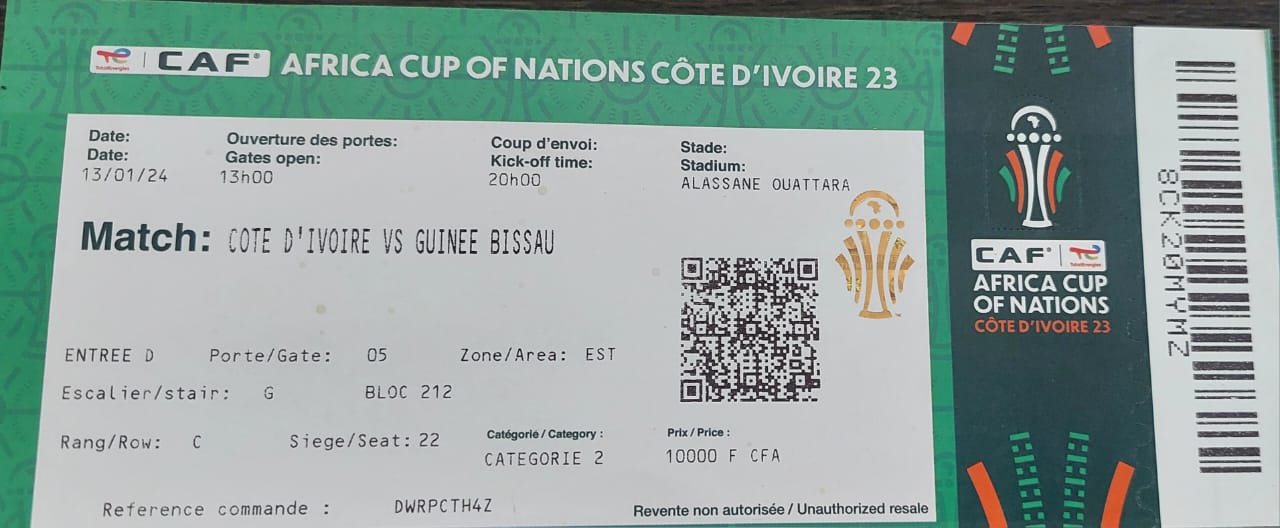 TotalEnergies | CAF AFRICA CUP OF NATIONS CÔTE D'IVOIRE 23
Date: Ouverture des portes: Coup d'envoi: Stade:
Date: Gates open: Kick-off time: Stadium:
13/01/24 13h00 20h00 ALASSANE OUATTARA
Match: COTE D'IVOIRE VS GUINEE BISSAU
ENTREE D Porte/Gate: 05 Zone/Area: EST
Escalier/stair: G BLOC 212
Rang/Row: C Siege/Seat: 22 Catégorié / Category : Prix / Price :
CATEGORIE 2 10000 F CFA
Reference commande : DWRPCTH4Z
Revente non autorisée / Unauthorized resale
CAF | TotalEnergies
AFRICA CUP
OF NATIONS
CÔTE D'IVOIRE 23
8CK20MYMZ